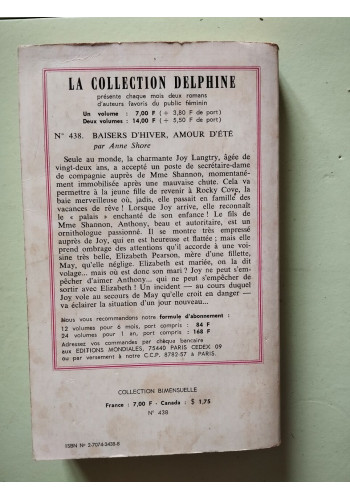 LA COLLECTION DELPHINE
présente chaque mois deux romans
d'auteurs favoris du public féminin
Un volume : 7,00 F (+ 3,80 F de port)
Deux volumes : 14,00 F (+ 5,50 F de port)
N° 438. BAISERS D'HIVER, AMOUR D'ÉTÉ
par Anne Shore
Seule au monde, la charmante Joy Langtry, âgée de
vingt-deux ans, a accepté un poste de secrétaire-dame
de compagnie auprès de Mme Shannon, momentané-
ment immobilisée après une mauvaise chute. Cela va
permettre à la jeune fille de revenir à Rocky Cove, la
baie merveilleuse où, jadis, elle passait en famille des
vacances de rêve ! Lorsque Joy arrive, elle reconnaît
le « palais » enchanté de son enfance ! Le fils de
Mme Shannon, Anthony, beau et autoritaire, est un
ornithologue passionné. Il se montre très empressé
auprès de Joy, qui en est heureuse et flattée ; mais elle
prend ombrage des attentions qu'il accorde à une voi-
sine très belle, Elizabeth Pearson, mère d'une fillette,
May, qu'elle néglige. Elizabeth est mariée, on la dit
volage... mais où est donc son mari ? Joy ne peut s'em-
pêcher d'aimer Anthony... qui ne peut s'empêcher de
sortir avec Elizabeth ! Un incident — au cours duquel
Joy vole au secours de May qu'elle croit en danger —
va éclairer la situation d'un jour nouveau...
Nous vous recommandons notre formule d'abonnement :
12 volumes pour 6 mois, port compris : 84 F
24 volumes pour 1 an, port compris : 168 F
Adressez vos commandes par chèque bancaire
aux EDITIONS MONDIALES, 75440 PARIS CEDEX 09
ou par versement à notre C.C.P. 8782-57 à PARIS.
COLLECTION BIMENSUELLE
France : 7,00 F - Canada : $ 1,75
N° 438
ISBN N° 2-7074-3438-8